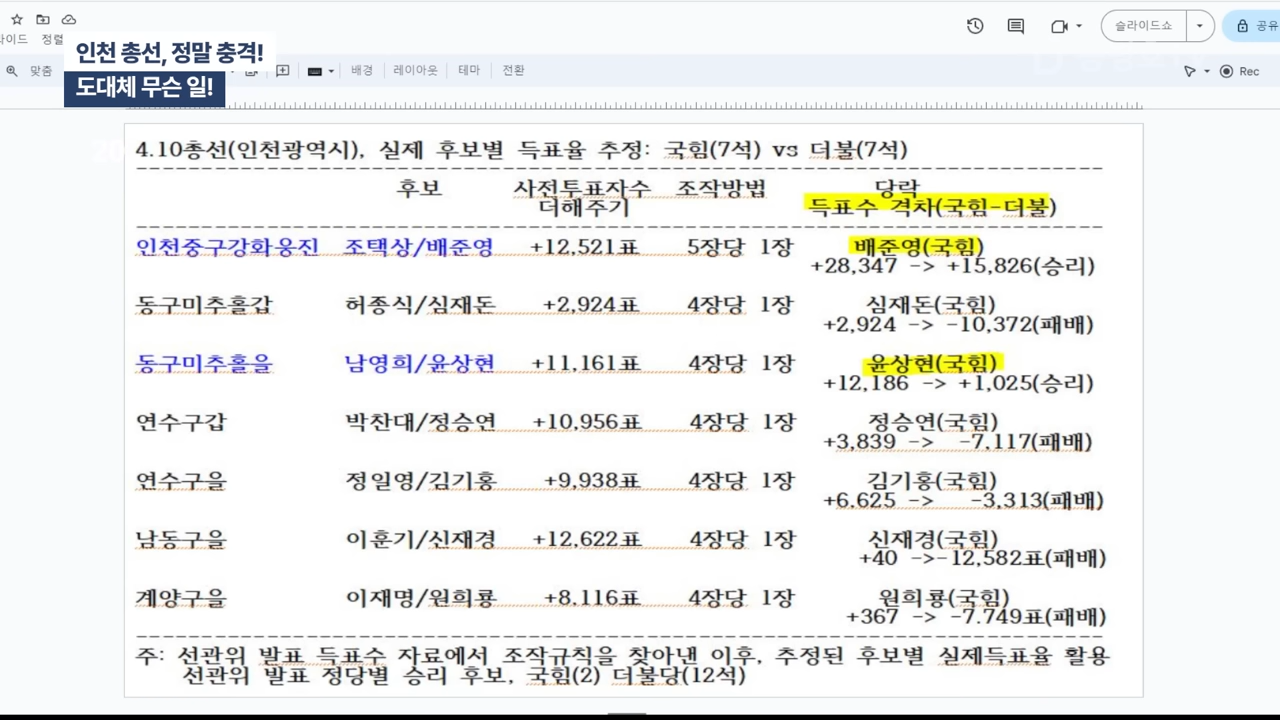 인천 총선, 정말 충격!
도대체 무슨 일!
라이드 정렬
슬라이드쇼
공유
맞춤
배경 레이아웃 테마 전환
Rec
4.10총선(인천광역시), 실제 후보별 득표율 추정: 국힘(7석) vs 더불(7석)
후보 사전투표자수 조작방법 당락
더해주기 득표수 격차(국힘-더불)
인천중구강화옹진 조택상/배준영 +12,521표 5장당 1장 배준영(국힘)
+28,347 -> +15,826(승리)
동구미추홀갑 허종식/심재돈 +2,924표 4장당 1장 심재돈(국힘)
+2,924 -> -10,372(패배)
동구미추홀을 남영희/윤상현 +11,161표 4장당 1장 윤상현(국힘)
+12,186 -> +1,025(승리)
연수구갑 박찬대/정승연 +10,956표 4장당 1장 정승연(국힘)
+3,839 -> -7,117(패배)
연수구을 정일영/김기흥 +9,938표 4장당 1장 김기흥(국힘)
+6.625 -> -3,313(패배)
남동구을 이훈기/신재경 +12,622표 4장당 1장 신재경(국힘)
+40 ->-12,582표(패배)
계양구을 이재명/원희룡 +8,116표 4장당 1장 원희룡(국힘)
+367 -> -7.749표(패배)
주: 선관위 발표 득표수 자료에서 조작규칙을 찾아낸 이후, 추정된 후보별 실제득표율 활용
선관위 발표 정당별 승리 후보, 국힘(2) 더불당(12석)